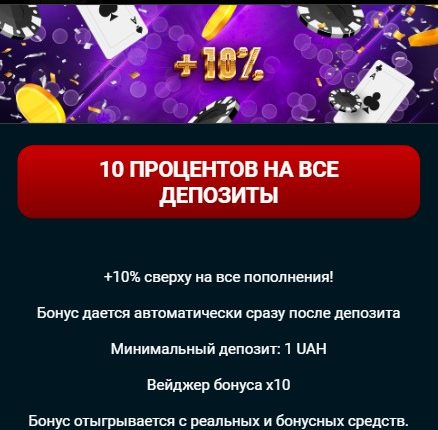 +10%
10 ПРОЦЕНТОВ НА ВСЕ
ДЕПОЗИТЫ
+10% сверху на все пополнения!
Бонус дается автоматически сразу после депозита
Минимальный депозит: 1 UAH
Вейджер бонуса x10
Бонус отыгрывается с реальных и бонусных средств.